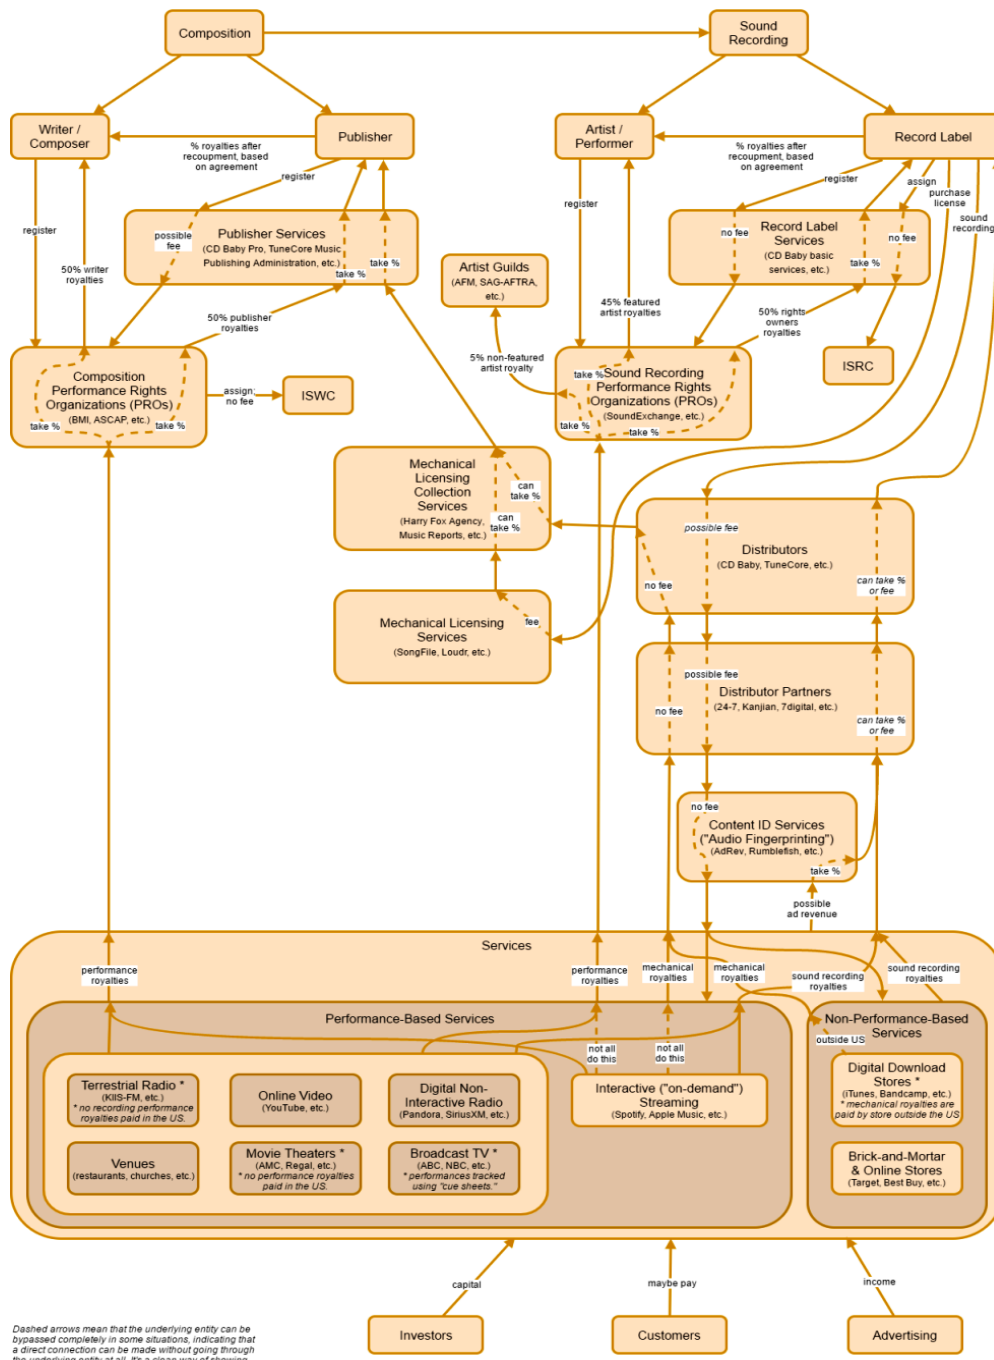 Composition
Sound
Recording
Writer /
Composer
Publisher
Artist /
Performer
Record Label
% royalties after
recoupment, based
on agreement
% royalties after
recoupment, based
on agreement
register
register
assign
purchase
license
sound
recording
register
register
possible
fee
Publisher Services
(CD Baby Pro, TuneCore Music
Publishing Administration, etc.)
take %
take %
no fee
Record Label
Services
(CD Baby basic
services, etc.)
take %
no fee
50% writer
royalties
Artist Guilds
(AFM, SAG-AFTRA,
etc.)
45% featured
artist royalties
50% publisher
royalties
50% rights
owners
royalties
5% non-featured
artist royalty
Composition
Performance Rights
Organizations (PROs)
(BMI, ASCAP, etc.)
take %
take %
assign;
no fee
ISWC
take %
Sound Recording
Performance Rights
Organizations (PROs)
(SoundExchange, etc.)
take %
take %
ISRC
Mechanical
Licensing
Collection
Services
(Harry Fox Agency,
Music Reports, etc.)
can
take %
can
take %
possible fee
Distributors
(CD Baby, TuneCore, etc.)
no fee
can take %
or fee
Mechanical Licensing
Services
(SongFile, Loudr, etc.)
fee
possible fee
Distributor Partners
(24-7, Kanjian, 7digital, etc.)
no fee
can take %
or fee
no fee
Content ID Services
("Audio Fingerprinting")
(AdRev, Rumblefish, etc.)
take %
possible
ad revenue
Services
performance
royalties
performance
royalties
mechanical
royalties
mechanical
royalties
sound recording
royalties
sound recording
royalties
Performance-Based Services
Non-Performance-Based
Services
not all
do this
not all
do this
outside US
Terrestrial Radio *
(KIIS-FM, etc.)
* no recording performance
royalties paid in the US.
Online Video
(YouTube, etc.)
Digital Non-
Interactive Radio
(Pandora, SiriusXM, etc.)
Interactive ("on-demand")
Streaming
(Spotify, Apple Music, etc.)
Digital Download
Stores *
(iTunes, Bandcamp, etc.)
* mechanical royalties are
paid by store outside the US
Venues
(restaurants, churches, etc.)
Movie Theaters *
(AMC, Regal, etc.)
* no performance royalties
paid in the US.
Broadcast TV *
(ABC, NBC, etc.)
* performances tracked
using "cue sheets."
Brick-and-Mortar
& Online Stores
(Target, Best Buy, etc.)
capital
maybe pay
income
Investors
Customers
Advertising
Dashed arrows mean that the underlying entity can be
bypassed completely in some situations, indicating that
a direct connection can be made without going through
the underlying entity at all. It's a clean way of showing